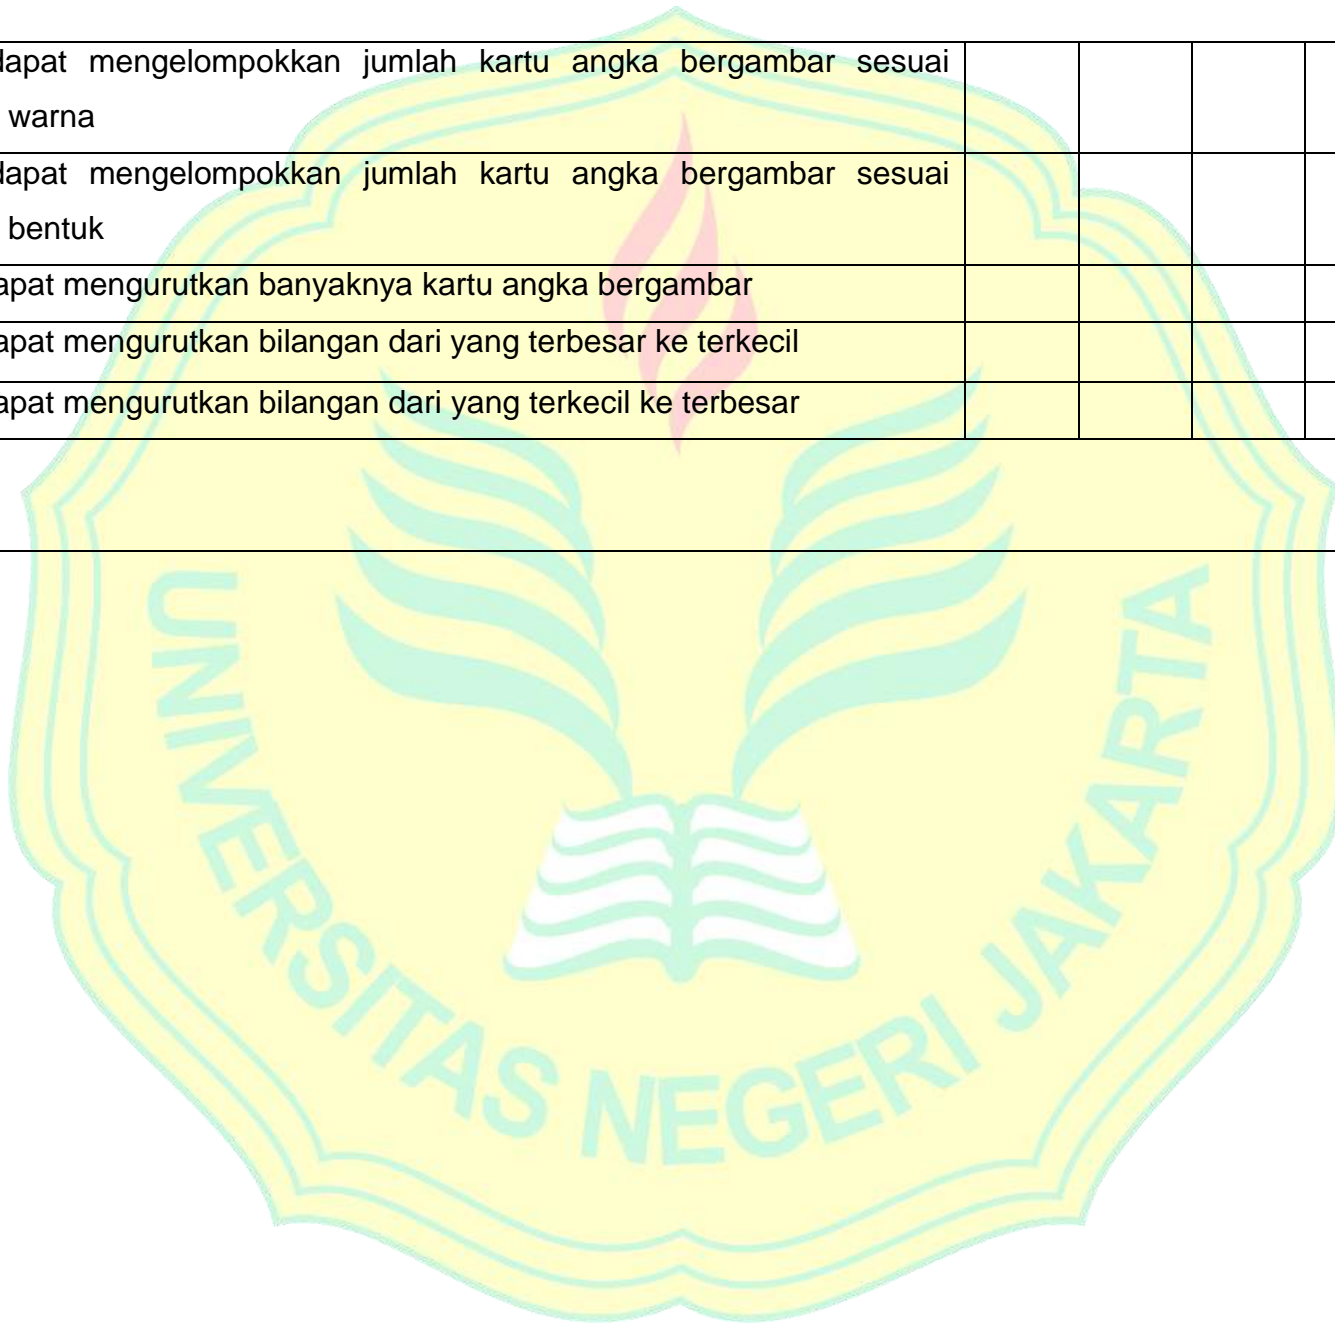 dapat mengelompokkan jumlah kartu angka bergambar sesuai
warna
dapat mengelompokkan jumlah kartu angka bergambar sesuai
bentuk
apat mengurutkan banyaknya kartu angka bergambar
apat mengurutkan bilangan dari yang terbesar ke terkecil
apat mengurutkan bilangan dari yang terkecil ke terbesar
UNIVERSITAS NEGERI JAKARTA